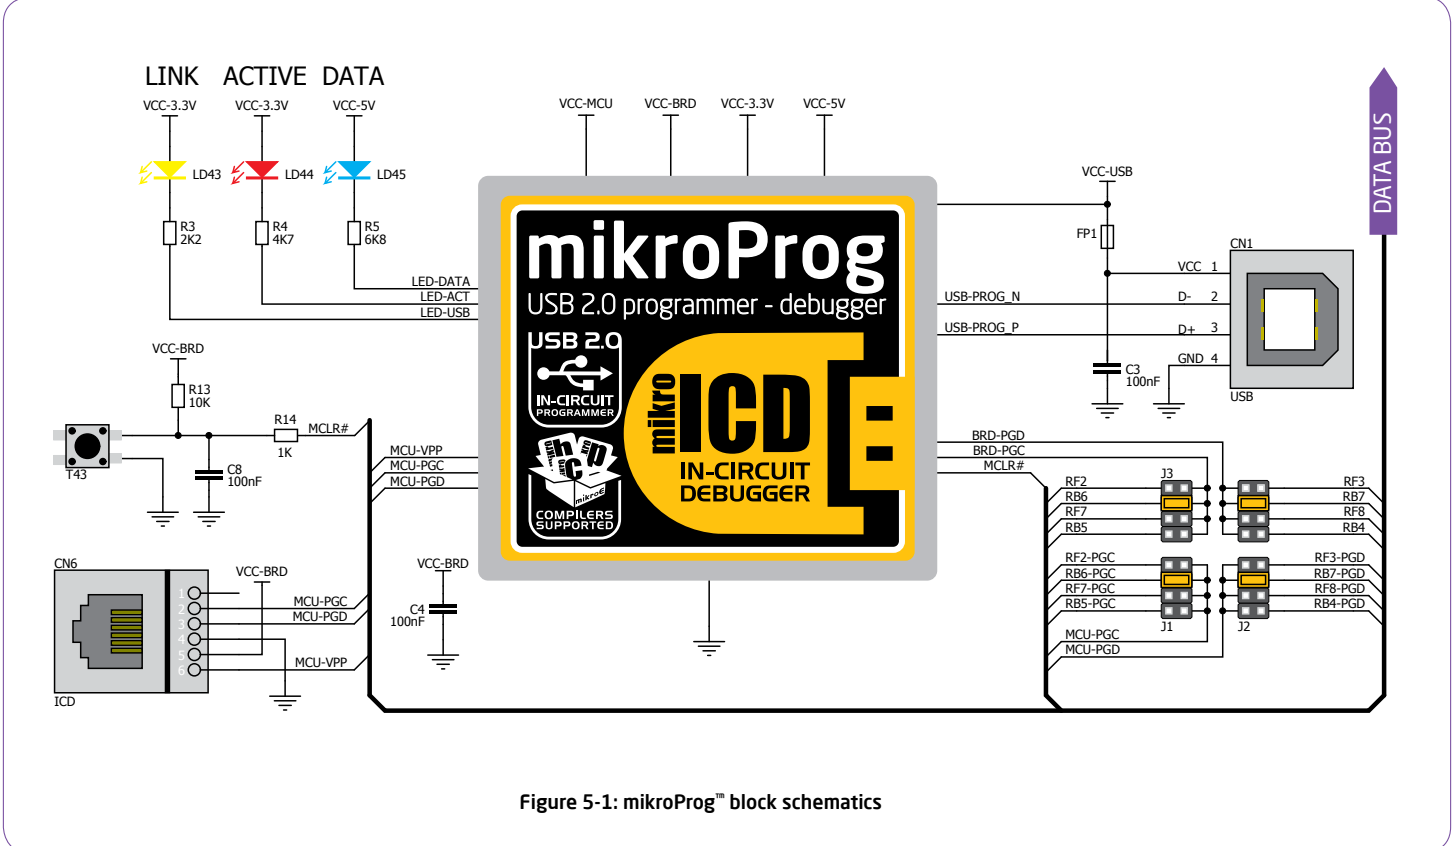 LINK ACTIVE DATA
VCC-3.3V VCC-3.3V VCC-5V
LD43 LD44 LD45
R3 2K2
R4 4K7
R5 6K8
LED-DATA
LED-ACT
LED-USB
VCC-MCU VCC-BRD VCC-3.3V VCC-5V
mikroProg
USB 2.0 programmer - debugger
USB 2.0
IN-CIRCUIT
PROGRAMMER
mikro
ICD
IN-CIRCUIT
DEBUGGER
mikroE
COMPILERS
SUPPORTED
VCC-USB
FP1
DATA BUS
CN1
VCC 1
USB-PROG_N
D- 2
USB-PROG_P
D+ 3
GND 4
C3
100nF
USB
VCC-BRD
R13
10K
R14
1K
MCLR#
T43
C8
100nF
MCU-VPP
MCU-PGC
MCU-PGD
BRD-PGD
BRD-PGC
MCLR#
J3
RF2
RB6
RF7
RB5
RF3
RB7
RF8
RB4
RF2-PGC
RB6-PGC
RF7-PGC
RB5-PGC
RF3-PGD
RB7-PGD
RF8-PGD
RB4-PGD
J1
J2
MCU-PGC
MCU-PGD
CN6
VCC-BRD
1
2
3
4
5
6
MCU-PGC
MCU-PGD
MCU-VPP
ICD
VCC-BRD
C4
100nF
Figure 5-1: mikroProg™ block schematics